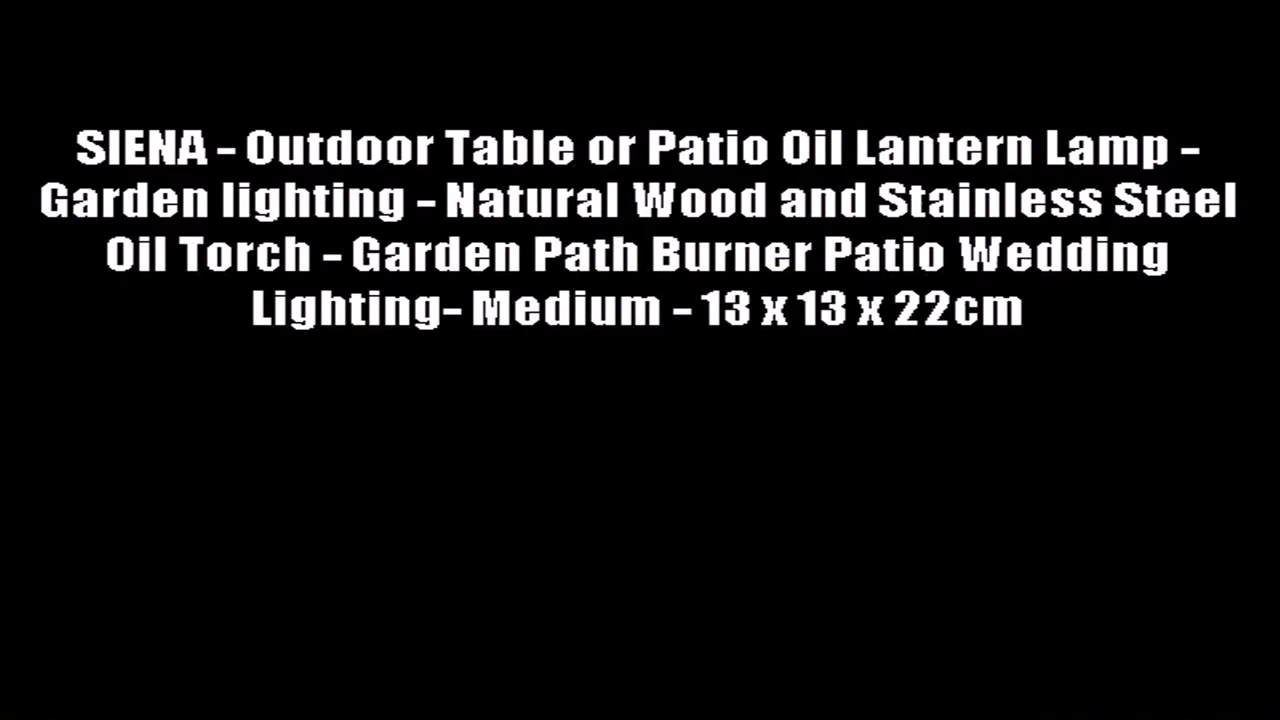 SIENA - Outdoor Table or Patio Oil Lantern Lamp -
Garden lighting - Natural Wood and Stainless Steel
Oil Torch - Garden Path Burner Patio Wedding
Lighting- Medium - 13 x 13 x 22cm